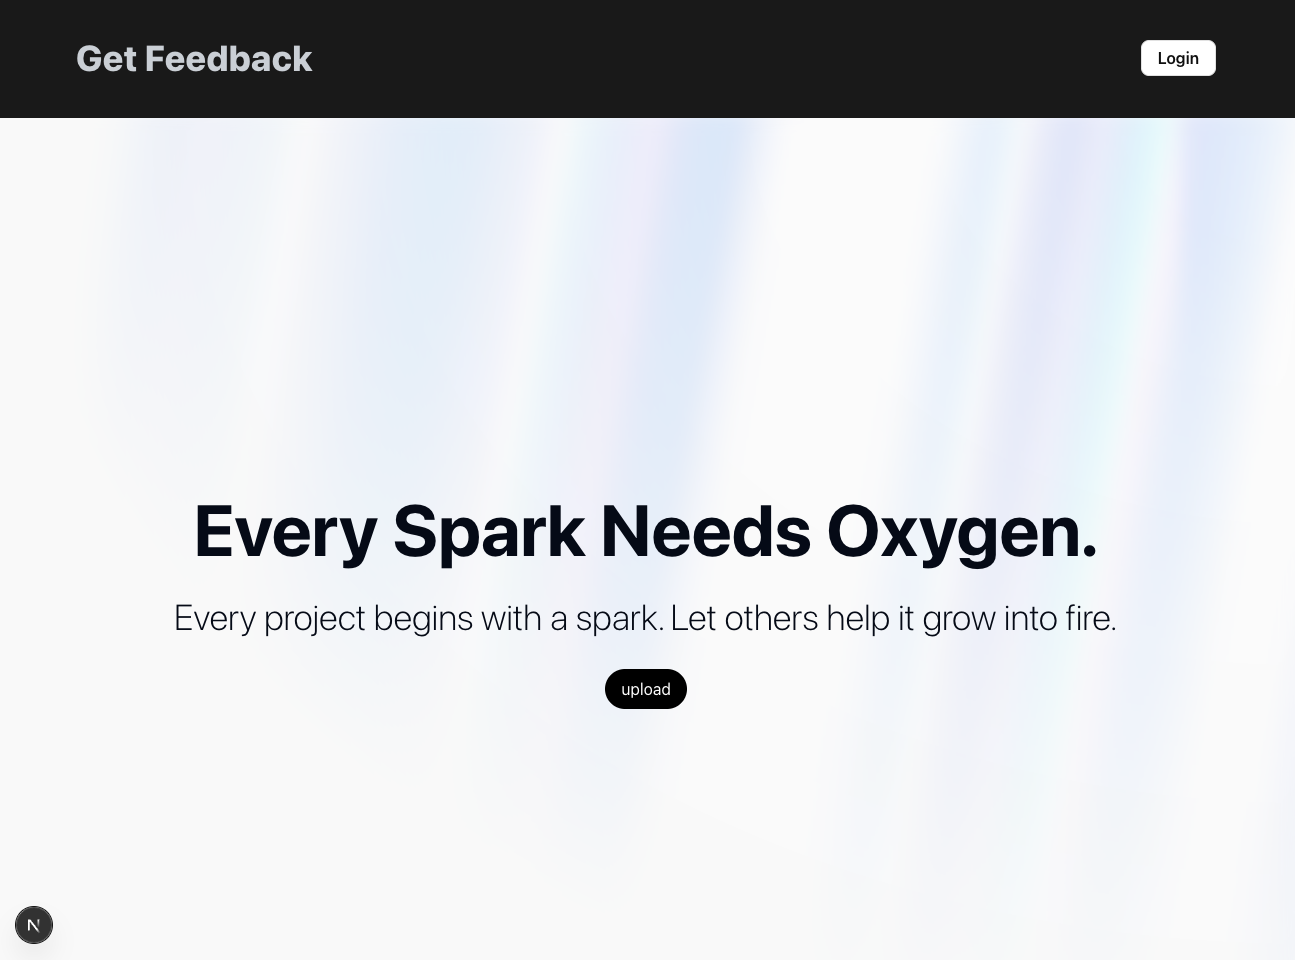 Get Feedback
Login
Every Spark Needs Oxygen.
Every project begins with a spark. Let others help it grow into fire.
upload
N